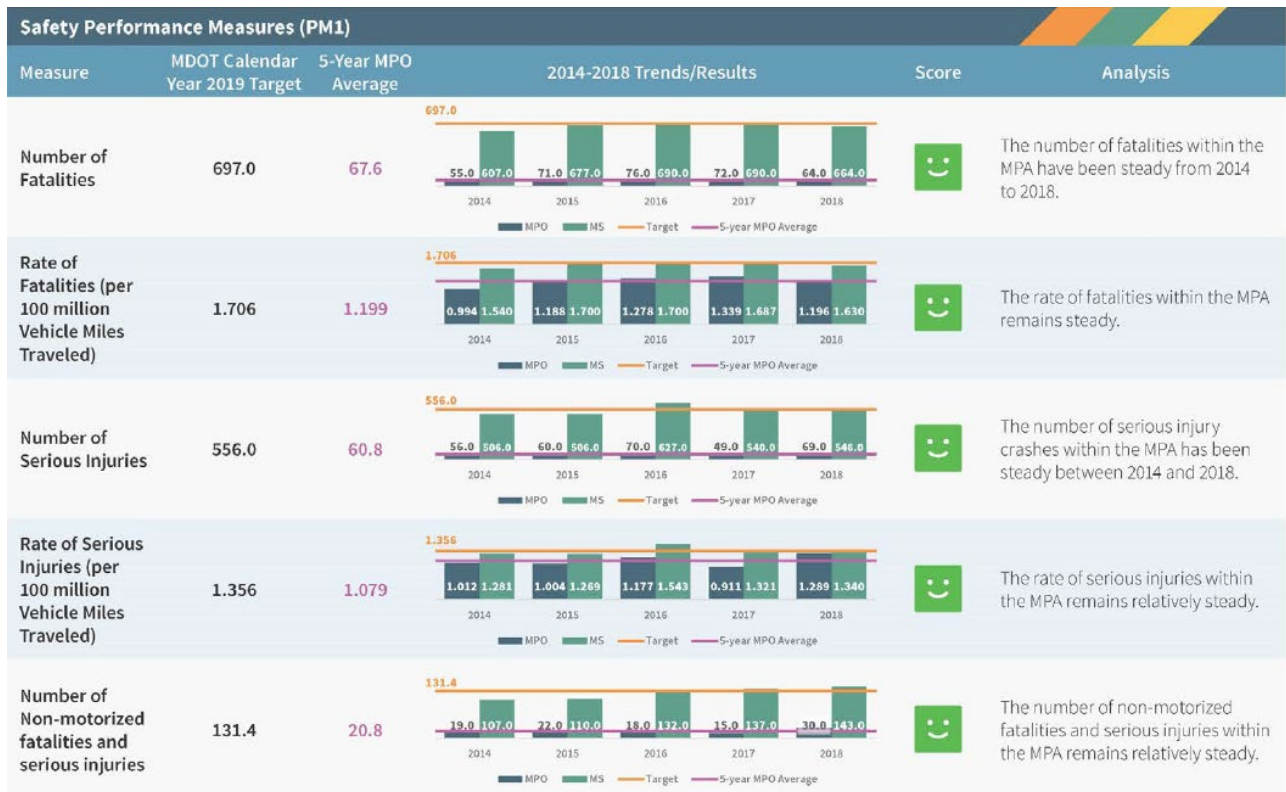 Safety Performance Measures (PM1)
Measure
MDOT Calendar
Year 2019 Target
5-Year MPO
Average
2014-2018 Trends/Results
Score
Analysis
Number of
Fatalities
697.0
67.6
697.0
55.0 607.0 71.0 677.0 76.0 690.0 72.0 690.0 64.0 664.0
2014 2015 2016 2017 2018
MPO MS Target 5-year MPO Average
The number of fatalities within the
MPA have been steady from 2014
to 2018.
Rate of
Fatalities (per
100 million
Vehicle Miles
Traveled)
1.706
1.199
1.706
0.994 1.540 1.188 1.700 1.278 1.700 1.339 1.687 1.196 1.630
2014 2015 2016 2017 2018
MPO MS Target 5-year MPO Average
The rate of fatalities within the MPA
remains steady.
Number of
Serious Injuries
556.0
60.8
556.0
56.0 506.0 60.0 506.0 70.0 627.0 49.0 540.0 69.0 546.0
2014 2015 2016 2017 2018
MPO MS Target 5-year MPO Average
The number of serious injury
crashes within the MPA has been
steady between 2014 and 2018.
Rate of Serious
Injuries (per
100 million
Vehicle Miles
Traveled)
1.356
1.079
1.356
1.012 1.281 1.004 1.269 1.177 1.543 0.911 1.321 1.289 1.340
2014 2015 2016 2017 2018
MPO MS Target 5-year MPO Average
The rate of serious injuries within
the MPA remains relatively steady.
Number of
Non-motorized
fatalities and
serious injuries
131.4
20.8
131.4
19.0 107.0 22.0 110.0 18.0 132.0 15.0 137.0 30.0 143.0
2014 2015 2016 2017 2018
MPO MS Target 5-year MPO Average
The number of non-motorized
fatalities and serious injuries within
the MPA remains relatively steady.